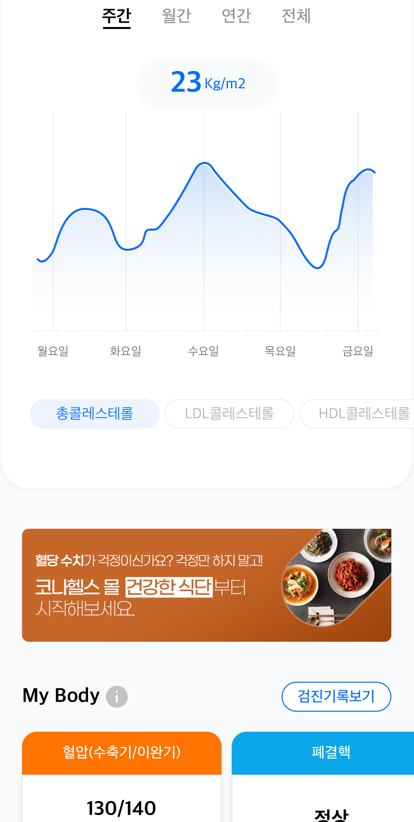 주간 월간 연간 전체
23 Kg/m2
월요일 화요일 수요일 목요일 금요일
총콜레스테롤 LDL콜레스테롤 HDL콜레스테롤
혈당 수치가 걱정이신가요? 걱정만 하지 말고!
코나헬스 몰 건강한 식단부터
시작해보세요.
My Body i 검진기록보기
혈압(수축기/이완기) 폐결핵
130/140
정상